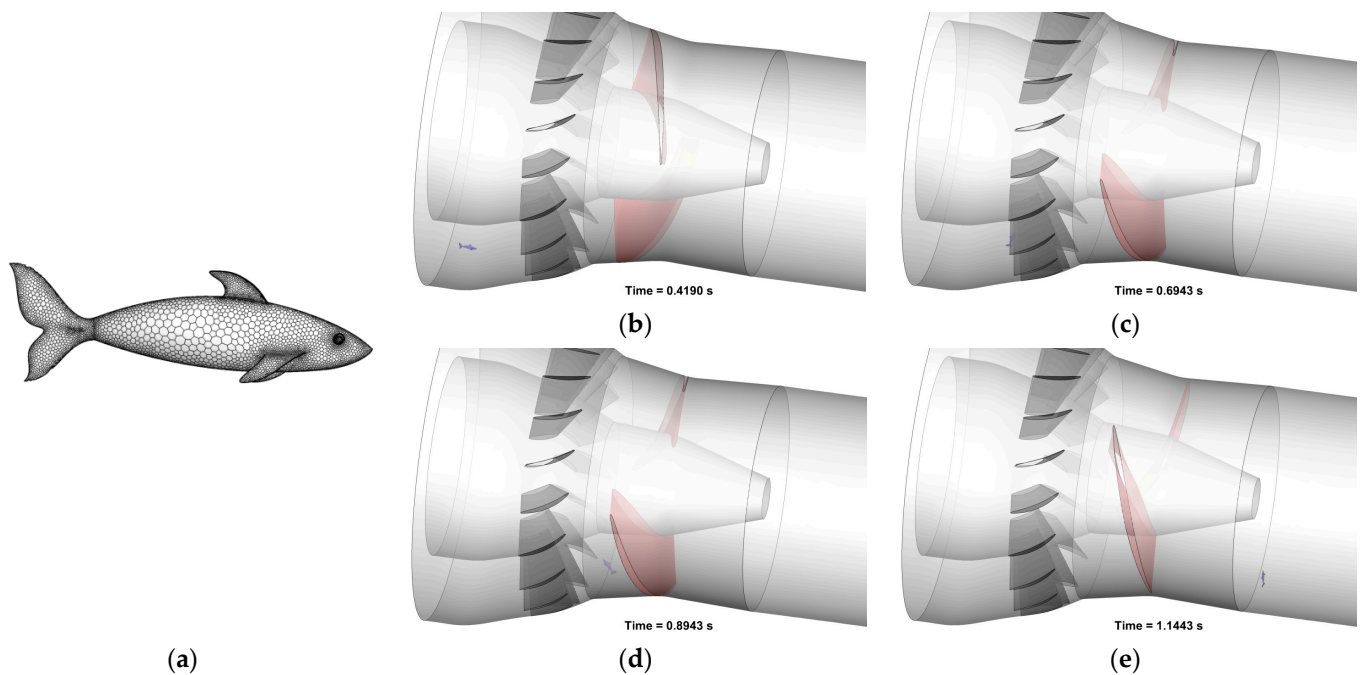 Time = 0.4190 s
Time = 0.6943 s
(b)
(c)
Time = 0.8943 s
Time = 1.1443 s
(a)
(d)
(e)